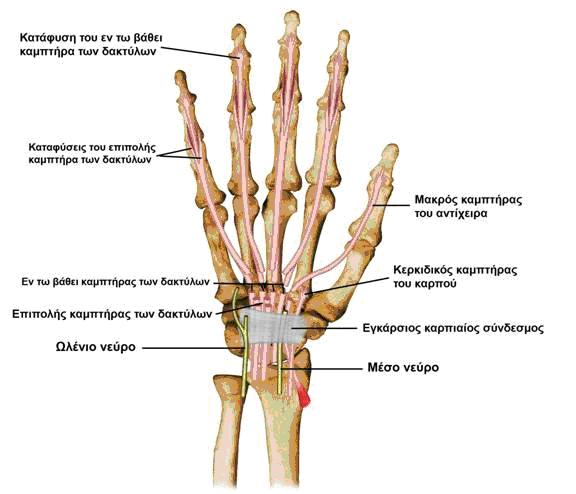 Κατάφυση του εν τω βάθει
καμπτήρα των δακτύλων
Καταφύσεις του επιπολής
καμπτήρα των δακτύλων
Μακρός καμπτήρας
του αντίχειρα
Εν τω βάθει καμπτήρας των δακτύλων
Κερκιδικός καμπτήρας
του καρπού
Επιπολής καμπτήρας των δακτύλων
Εγκάρσιος καρπιαίος σύνδεσμος
Ωλένιο νεύρο
Μέσο νεύρο